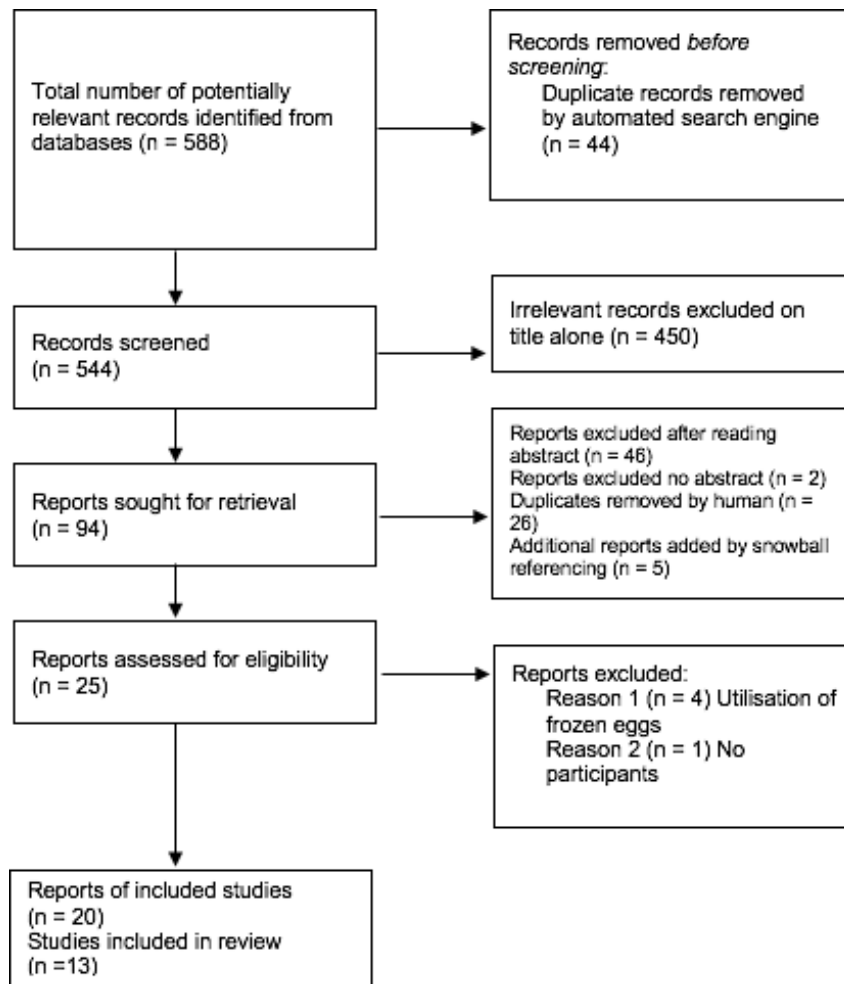 Total number of potentially
relevant records identified from
databases (n = 588)
Records removed before
screening:
Duplicate records removed
by automated search engine
(n = 44)
Records screened
(n = 544)
Irrelevant records excluded on
title alone (n = 450)
Reports sought for retrieval
(n = 94)
Reports excluded after reading
abstract (n = 46)
Reports excluded no abstract (n = 2)
Duplicates removed by human (n =
26)
Additional reports added by snowball
referencing (n = 5)
Reports assessed for eligibility
(n = 25)
Reports excluded:
Reason 1 (n = 4) Utilisation of
frozen eggs
Reason 2 (n = 1) No
participants
Reports of included studies
(n = 20)
Studies included in review
(n =13)